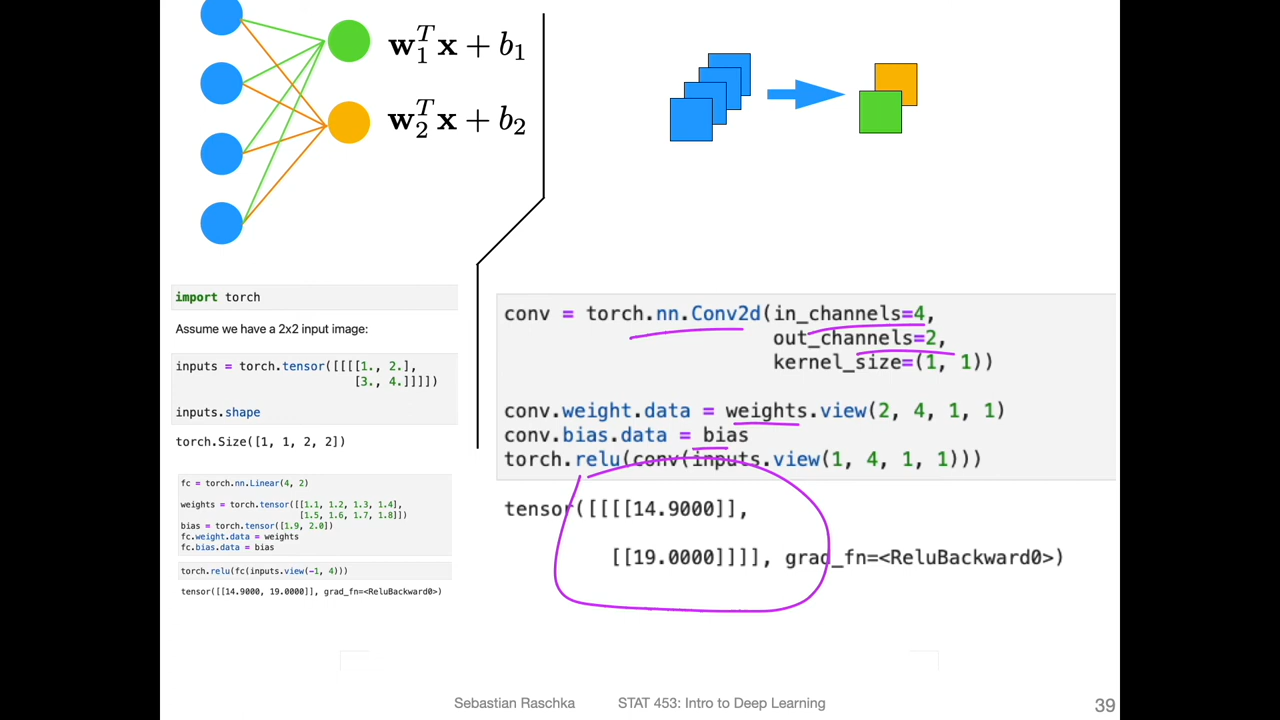 w₁ᵀx + b₁
w₂ᵀx + b₂
import torch
Assume we have a 2x2 input image:
inputs = torch.tensor([[[[1., 2.],
[3., 4.]]]])
inputs.shape
torch.Size([1, 1, 2, 2])
fc = torch.nn.Linear(4, 2)
weights = torch.tensor([[1.1, 1.2, 1.3, 1.4],
[1.5, 1.6, 1.7, 1.8]])
bias = torch.tensor([1.9, 2.0])
fc.weight.data = weights
fc.bias.data = bias
torch.relu(fc(inputs.view(-1, 4)))
tensor([[14.9000, 19.0000]], grad_fn=<ReluBackward0>)
conv = torch.nn.Conv2d(in_channels=4,
out_channels=2,
kernel_size=(1, 1))
conv.weight.data = weights.view(2, 4, 1, 1)
conv.bias.data = bias
torch.relu(conv(inputs.view(1, 4, 1, 1)))
tensor([[[[14.9000]],
[[19.0000]]]], grad_fn=<ReluBackward0>)
Sebastian Raschka STAT 453: Intro to Deep Learning 39